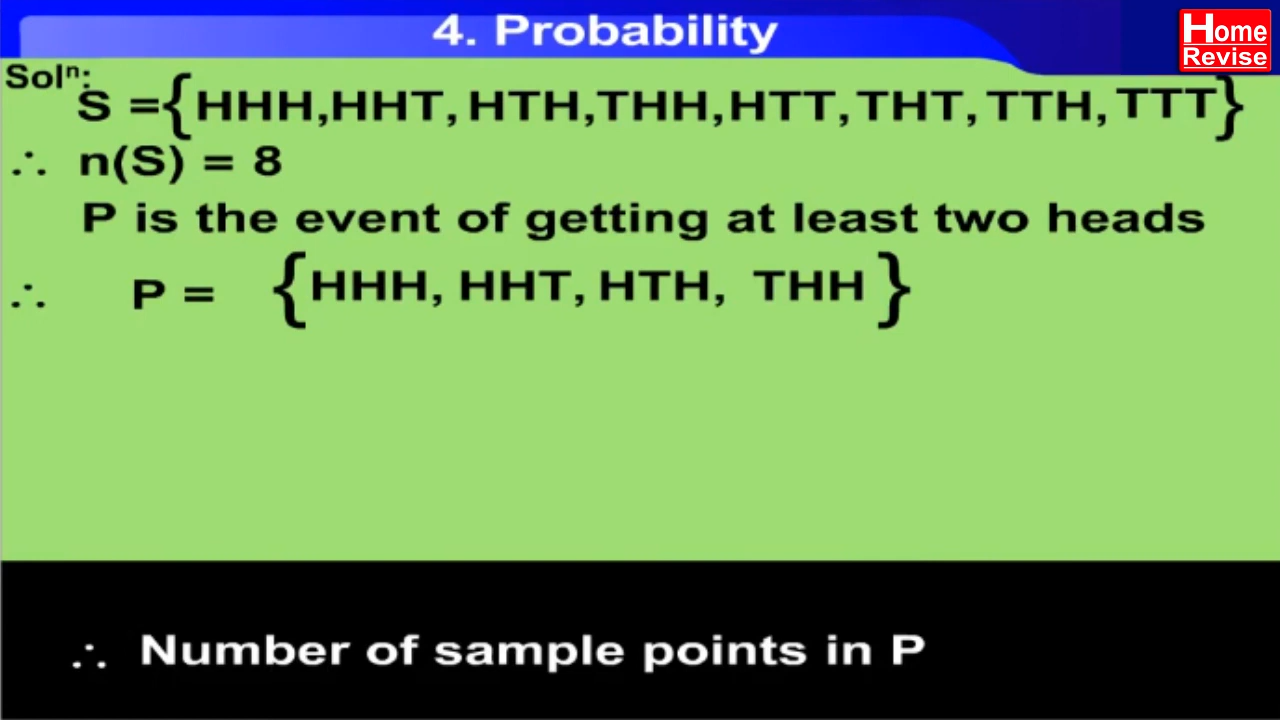 4. Probability
Home
Revise
Solⁿ:
S ={HHH,HHT, HTH,THH,HTT,THT, TTH, TTT}
∴ n(S) = 8
P is the event of getting at least two heads
∴ P = {HHH, HHT, HTH, THH }
∴ Number of sample points in P